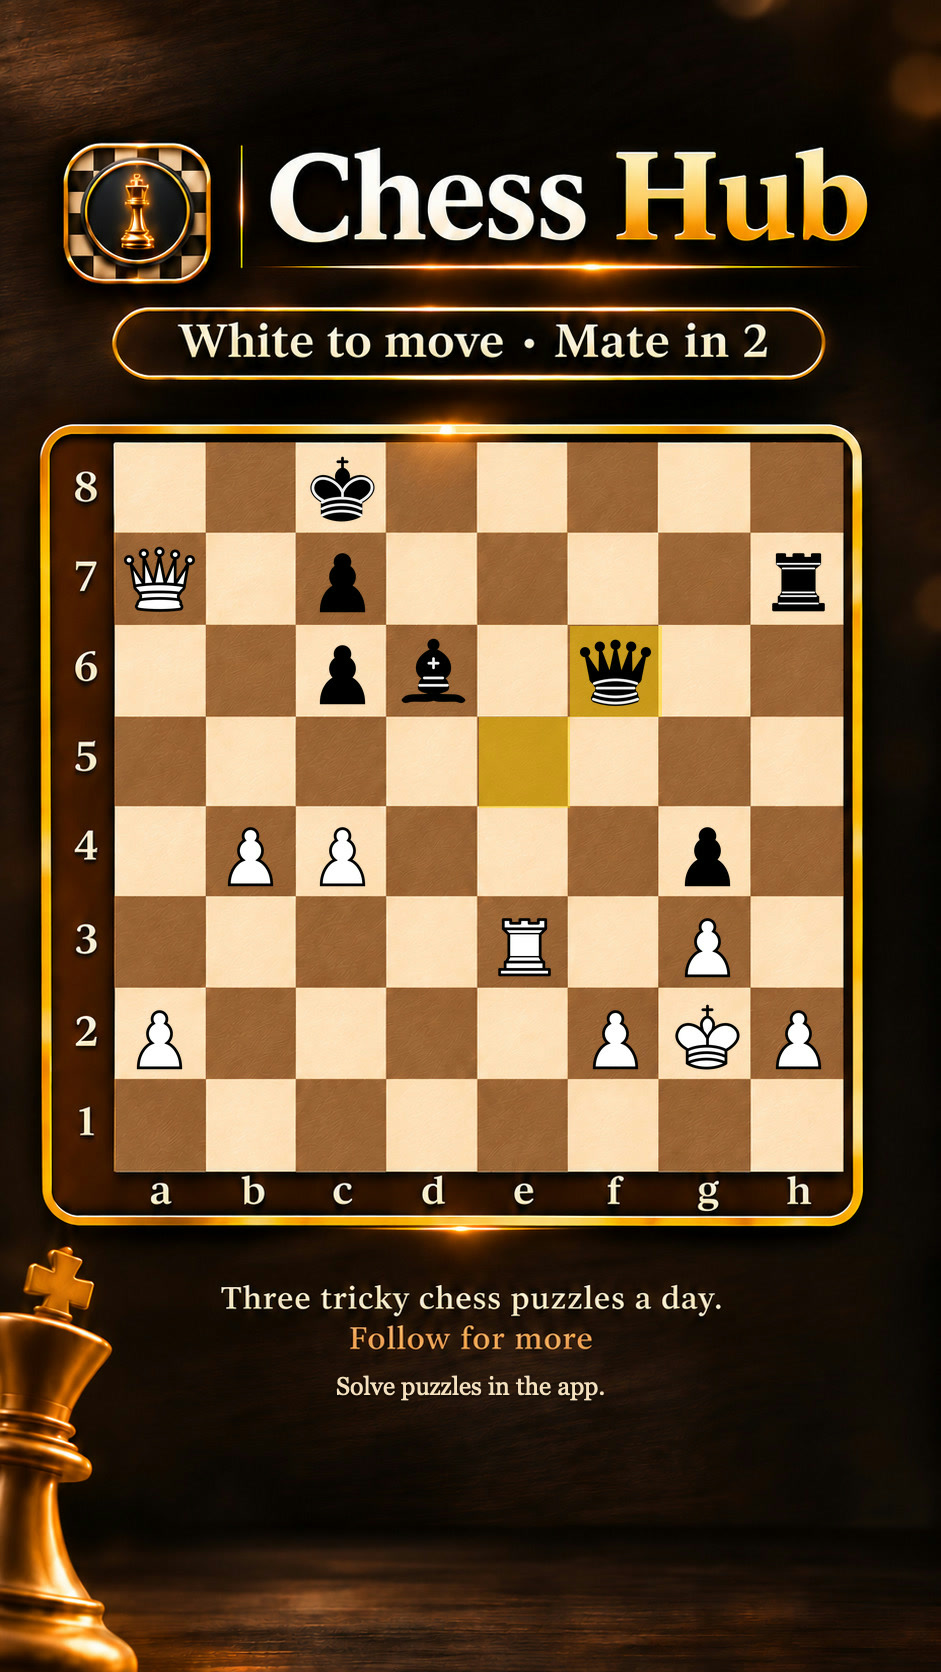 Chess Hub
White to move • Mate in 2
8
7
6
5
4
3
2
1
a b c d e f g h
Three tricky chess puzzles a day.
Follow for more
Solve puzzles in the app.